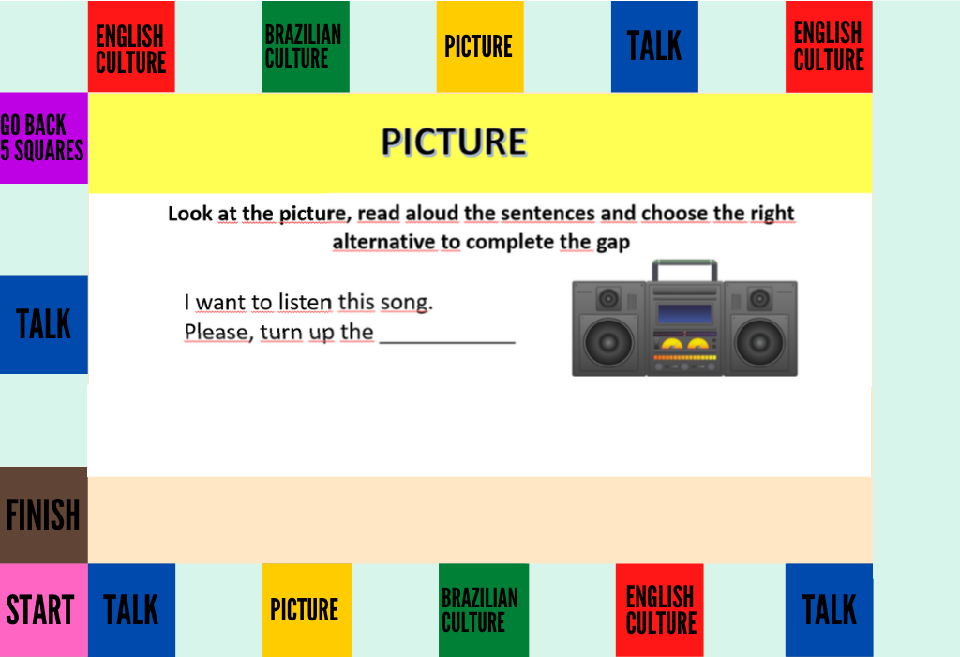 ENGLISH
CULTURE
BRAZILIAN
CULTURE
PICTURE
TALK
ENGLISH
CULTURE
GO BACK
5 SQUARES
PICTURE
Look at the picture, read aloud the sentences and choose the right
alternative to complete the gap
I want to listen this song.
Please, turn up the ______________
TALK
FINISH
START
TALK
PICTURE
BRAZILIAN
CULTURE
ENGLISH
CULTURE
TALK